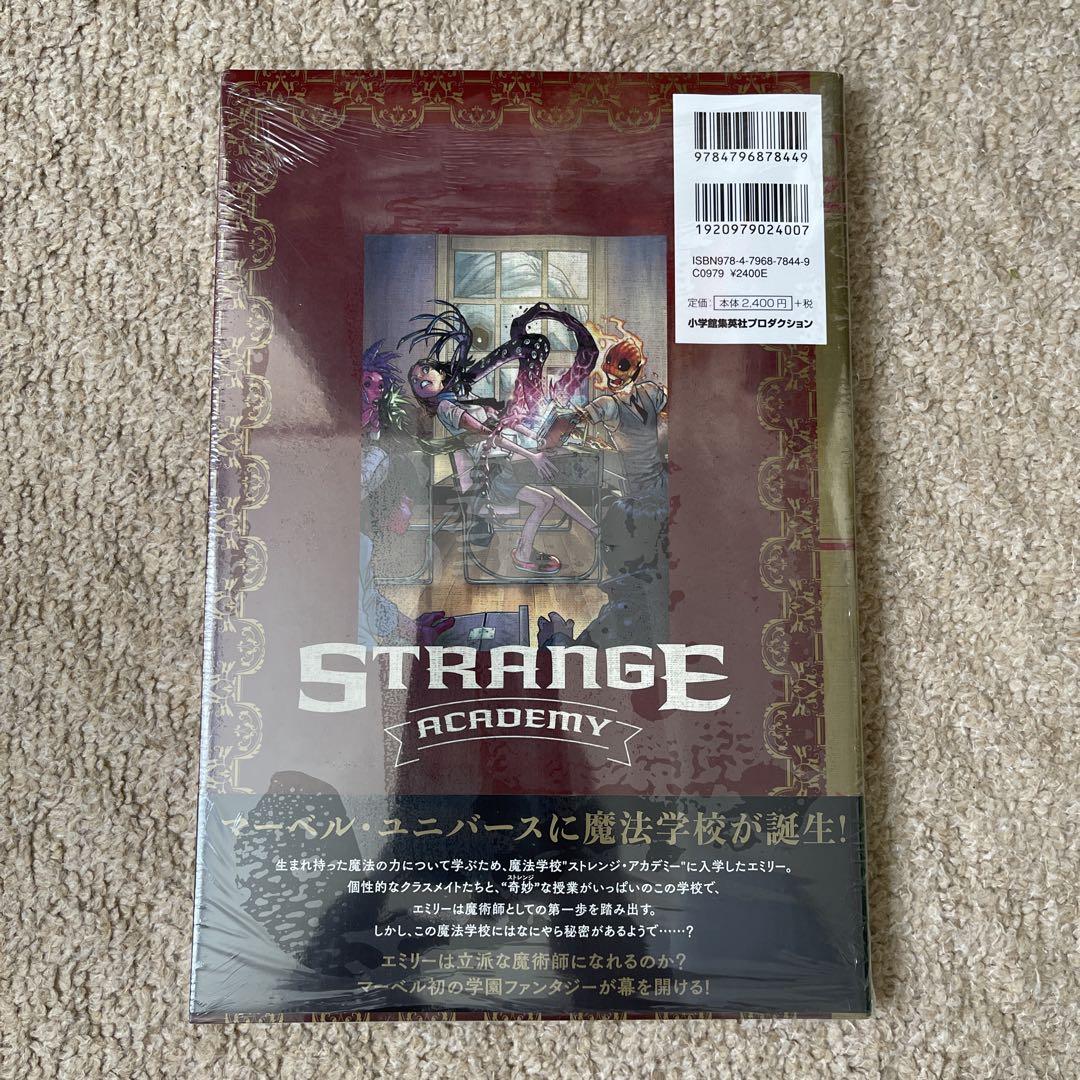 9784796878449
1920979024007
ISBN978-4-7968-7844-9
C0979 ¥2400E
定価: 本体2,400円 +税
小学館集英社プロダクション
STRANGE
ACADEMY
マーベル・ユニバースに魔法学校が誕生!
生まれ持った魔法の力について学ぶため、魔法学校"ストレンジ・アカデミー"に入学したエミリー。
ストレンジ
個性的なクラスメイトたちと、"奇妙"な授業がいっぱいのこの学校で、
エミリーは魔術師としての第一歩を踏み出す。
しかし、この魔法学校にはなにやら秘密があるようで……?
エミリーは立派な魔術師になれるのか?
マーベル初の学園ファンタジーが幕を開ける!